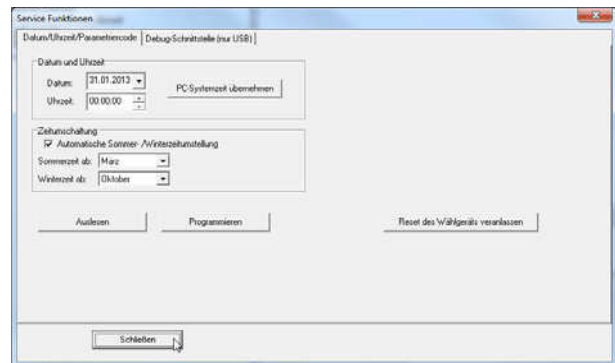 Service Funktionen
Datum/Uhrzeit/Parametriercode Debug-Schnittstelle (nur USB)
Datum und Uhrzeit
Datum: 31.01.2013
PC-Systemzeit übernehmen
Uhrzeit: 00:00:00
Zeitumschaltung
Automatische Sommer- /Winterzeitumstellung
Sommerzeit ab: März
Winterzeit ab: Oktober
Auslesen Programmieren Reset des Wählgeräts veranlassen
Schließen